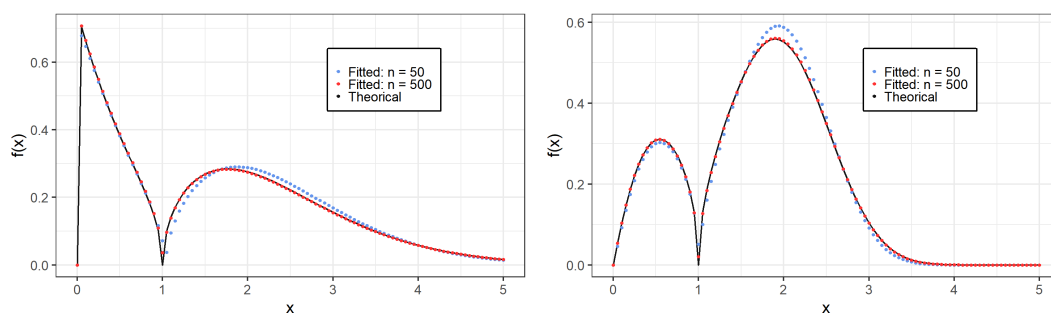 0.6
0.4
0.2
0.0
f(x)
Fitted: n = 50
Fitted: n = 500
Theorical
0 1 2 3 4 5
x
0.6
0.4
0.2
0.0
f(x)
Fitted: n = 50
Fitted: n = 500
Theorical
0 1 2 3 4 5
x